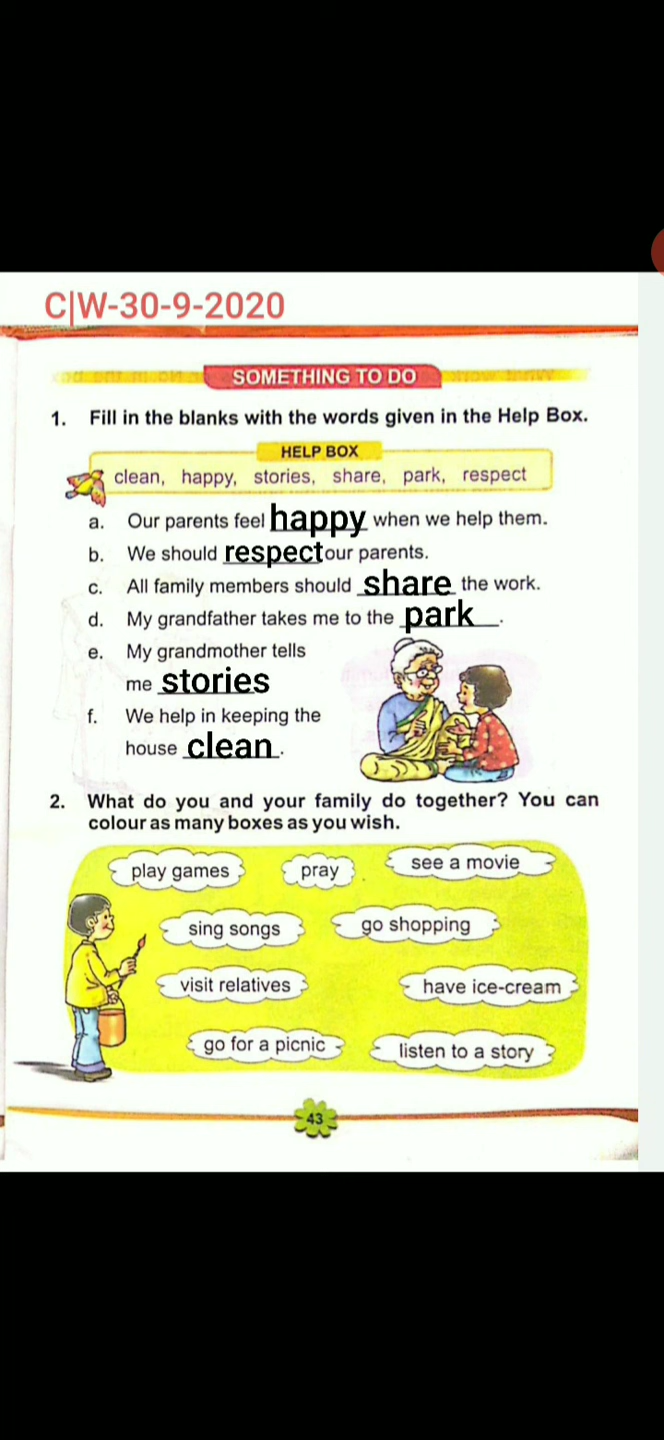 C|W-30-9-2020
SOMETHING TO DO
1. Fill in the blanks with the words given in the Help Box.
HELP BOX
clean, happy, stories, share, park, respect
a. Our parents feel happy when we help them.
b. We should respect our parents.
c. All family members should share the work.
d. My grandfather takes me to the park.
e. My grandmother tells
me stories
f. We help in keeping the
house clean.
2. What do you and your family do together? You can
colour as many boxes as you wish.
play games pray see a movie
sing songs go shopping
visit relatives have ice-cream
go for a picnic listen to a story
43